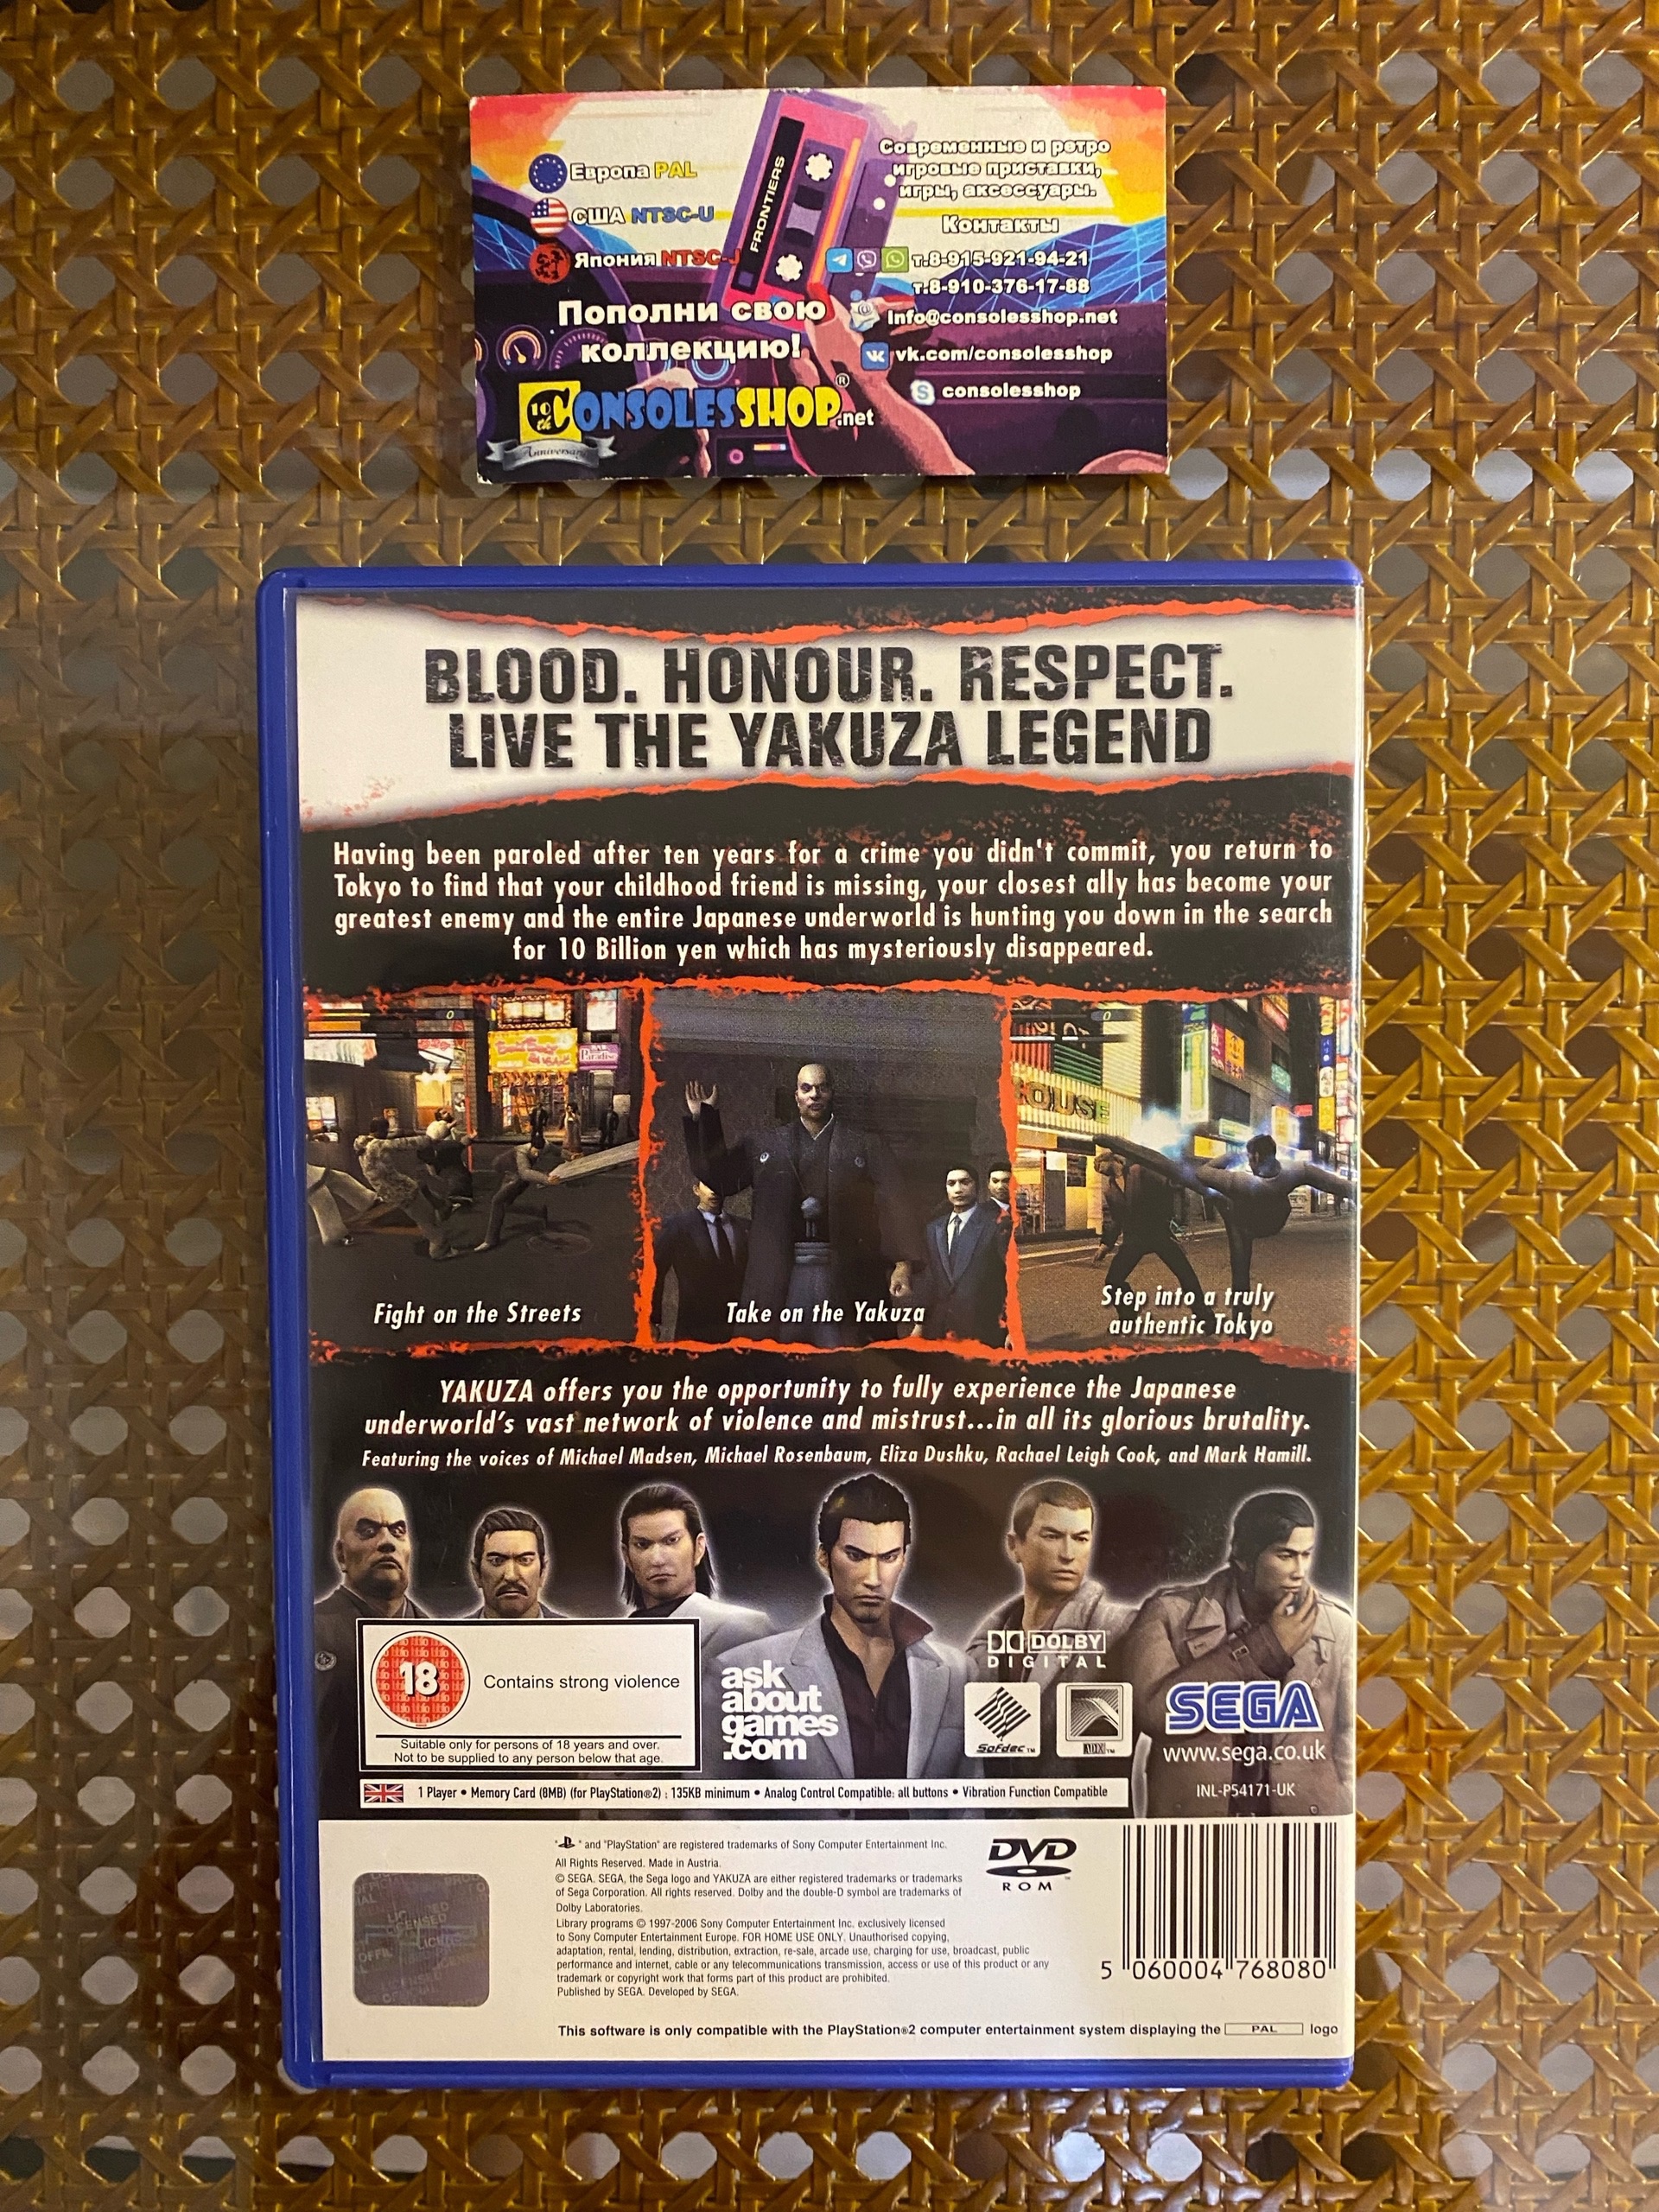 Европа PAL
США NTSC-U
Япония NTSC-J
FRONTIERS
Современные и ретро
игровые приставки,
игры, аксессуары.
Контакты
т.8-915-921-94-21
т.8-910-376-17-88
Info@consolesshop.net
vk.com/consolesshop
consolesshop
Пополни свою
коллекцию!
10th CONSOLESSHOP.net ®
Anniversary
BLOOD. HONOUR. RESPECT.
LIVE THE YAKUZA LEGEND
Having been paroled after ten years for a crime you didn't commit, you return to
Tokyo to find that your childhood friend is missing, your closest ally has become your
greatest enemy and the entire Japanese underworld is hunting you down in the search
for 10 Billion yen which has mysteriously disappeared.
Fight on the Streets
Take on the Yakuza
Step into a truly
authentic Tokyo
YAKUZA offers you the opportunity to fully experience the Japanese
underworld's vast network of violence and mistrust...in all its glorious brutality.
Featuring the voices of Michael Madsen, Michael Rosenbaum, Eliza Dushku, Rachael Leigh Cook, and Mark Hamill.
18
Contains strong violence
Suitable only for persons of 18 years and over.
Not to be supplied to any person below that age.
ask
about
games
.com
DOLBY
DIGITAL
Sofdec™
ADX™
SEGA
www.sega.co.uk
INL-P54171-UK
1 Player • Memory Card (8MB) (for PlayStation®2) : 135KB minimum • Analog Control Compatible: all buttons • Vibration Function Compatible
" " and "PlayStation" are registered trademarks of Sony Computer Entertainment Inc.
All Rights Reserved. Made in Austria.
© SEGA. SEGA, the Sega logo and YAKUZA are either registered trademarks or trademarks
of Sega Corporation. All rights reserved. Dolby and the double-D symbol are trademarks of
Dolby Laboratories.
Library programs © 1997-2006 Sony Computer Entertainment Inc. exclusively licensed
to Sony Computer Entertainment Europe. FOR HOME USE ONLY. Unauthorised copying,
adaptation, rental, lending, distribution, extraction, re-sale, arcade use, charging for use, broadcast, public
performance and internet, cable or any telecommunications transmission, access or use of this product or any
trademark or copyright work that forms part of this product are prohibited.
Published by SEGA. Developed by SEGA.
DVD
ROM
5 060004 768080
This software is only compatible with the PlayStation®2 computer entertainment system displaying the PAL logo